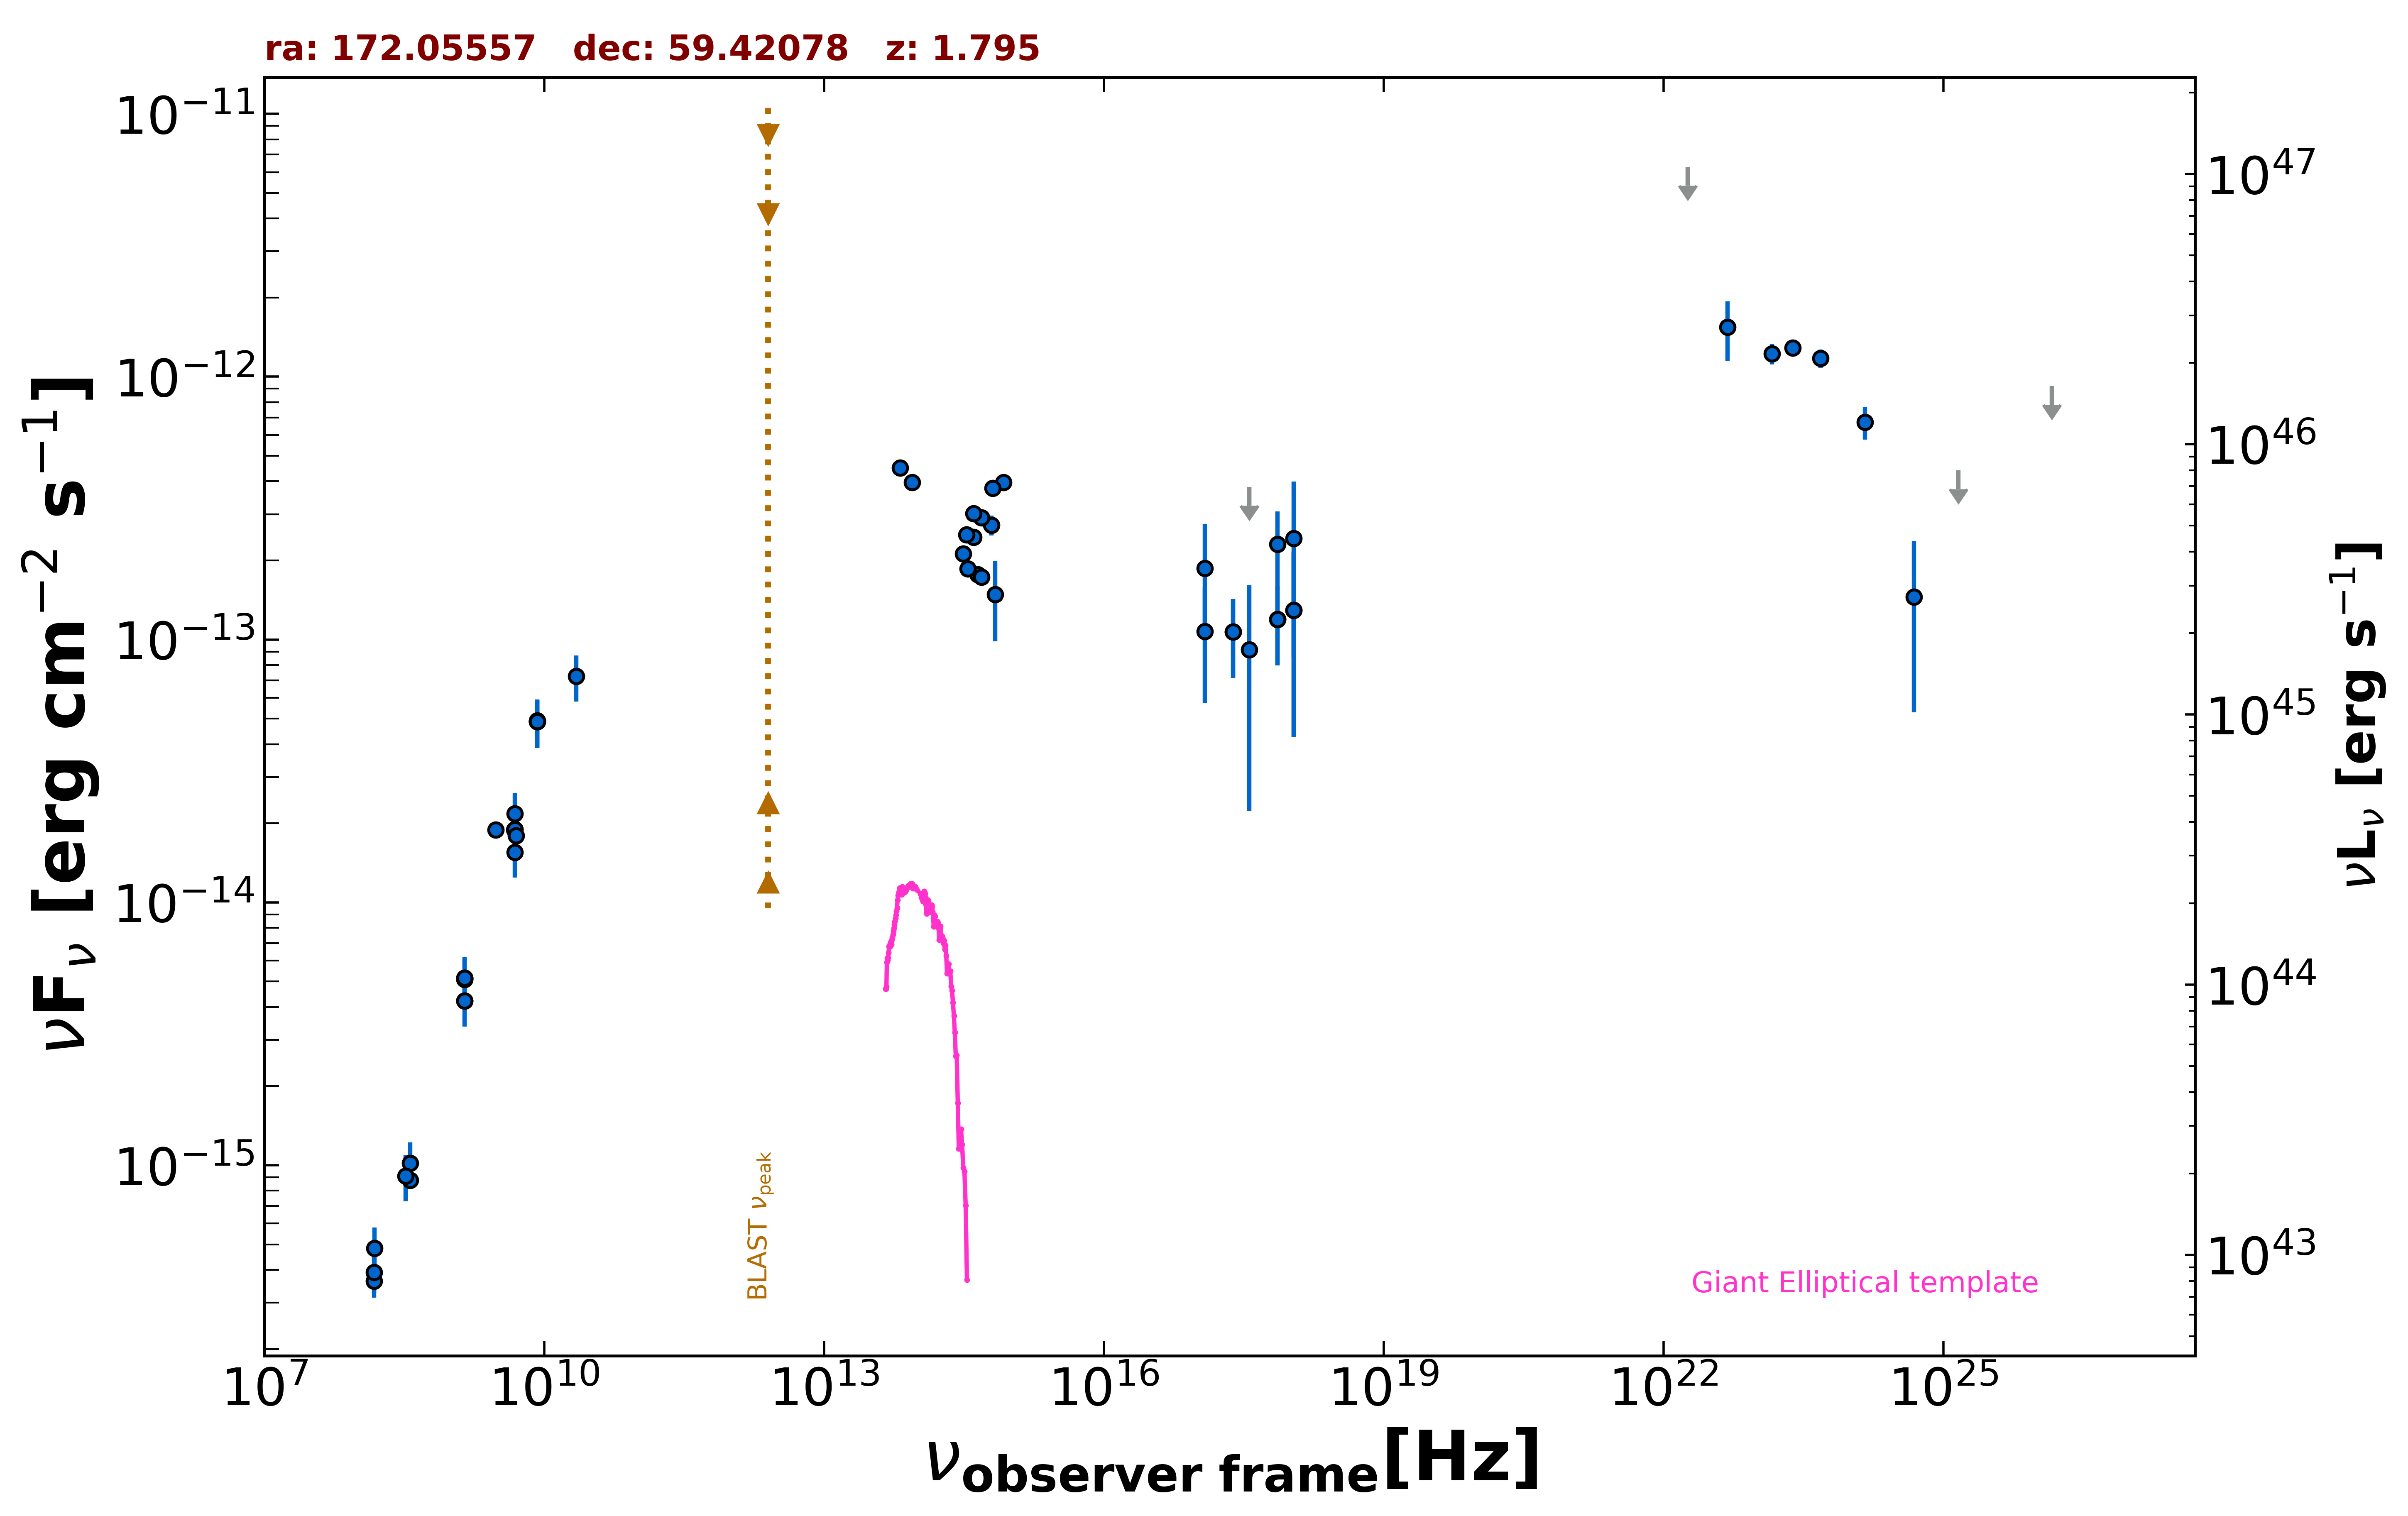 ra: 172.05557 dec: 59.42078 z: 1.795
10⁻¹¹
10⁻¹²
10⁻¹³
10⁻¹⁴
10⁻¹⁵
νFν [erg cm⁻² s⁻¹]
10⁴⁷
10⁴⁶
10⁴⁵
10⁴⁴
10⁴³
νLν [erg s⁻¹]
BLAST νpeak
Giant Elliptical template
10⁷ 10¹⁰ 10¹³ 10¹⁶ 10¹⁹ 10²² 10²⁵
νobserver frame[Hz]